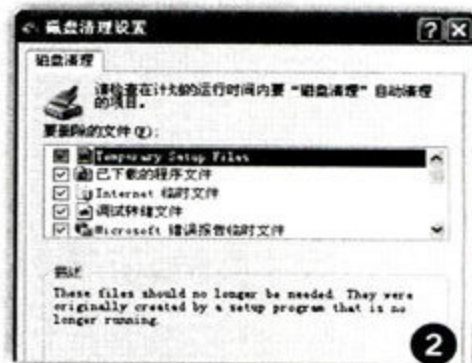 磁盘清理设置
磁盘清理
请检查在计划的运行时间内要“磁盘清理”自动清理
的项目。
要删除的文件(F):
Temporary Setup Files
已下载的程序文件
Internet 临时文件
调试转储文件
Microsoft 错误报告临时文件
描述
These files should no longer be needed. They were
originally created by a setup program that is no
longer running.
2